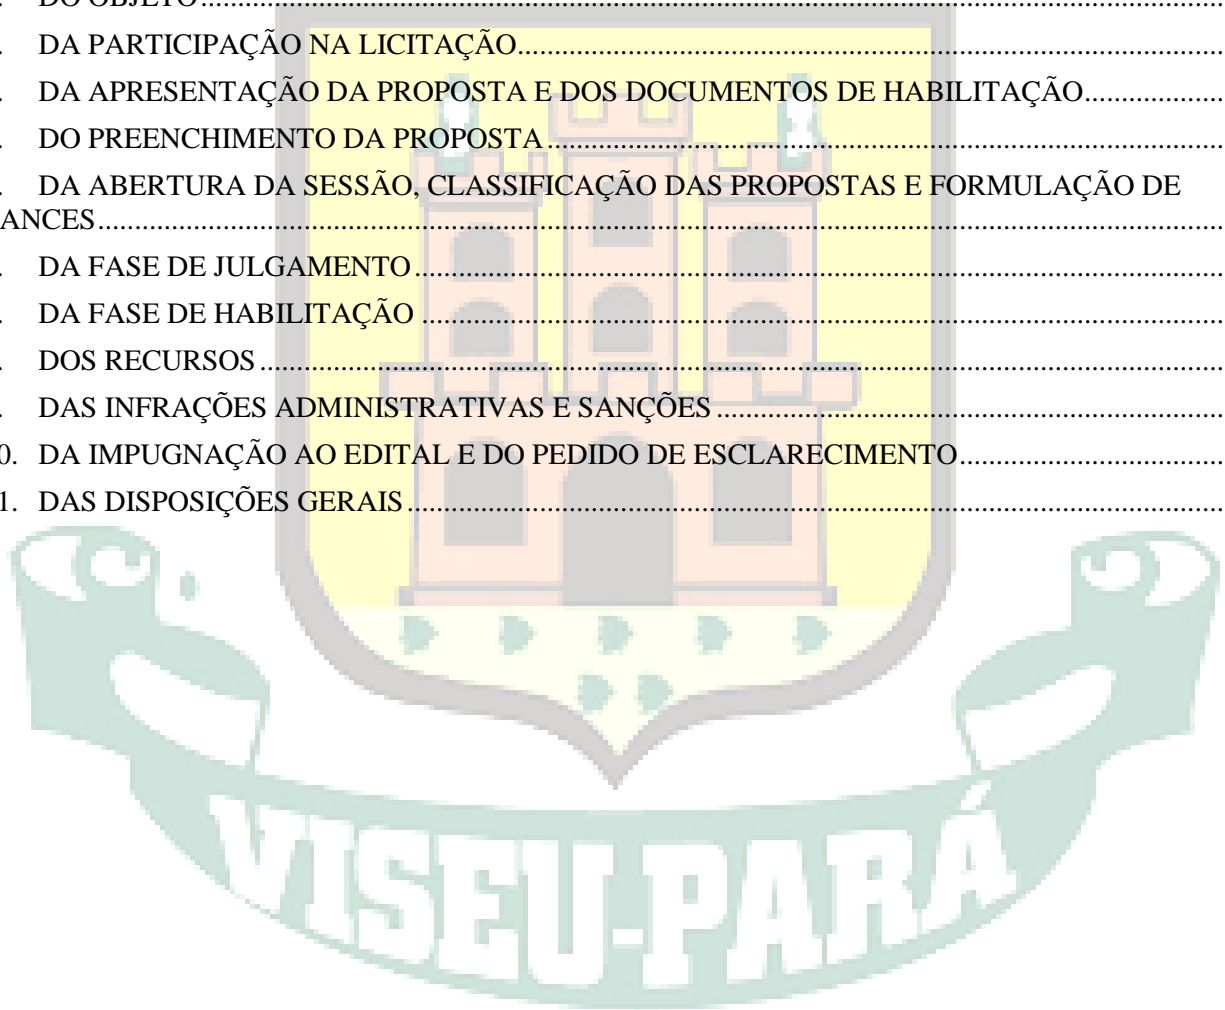 . DO OBJETO
. DA PARTICIPAÇÃO NA LICITAÇÃO
. DA APRESENTAÇÃO DA PROPOSTA E DOS DOCUMENTOS DE HABILITAÇÃO
. DO PREENCHIMENTO DA PROPOSTA
. DA ABERTURA DA SESSÃO, CLASSIFICAÇÃO DAS PROPOSTAS E FORMULAÇÃO DE
ANCES
. DA FASE DE JULGAMENTO
. DA FASE DE HABILITAÇÃO
. DOS RECURSOS
. DAS INFRAÇÕES ADMINISTRATIVAS E SANÇÕES
0. DA IMPUGNAÇÃO AO EDITAL E DO PEDIDO DE ESCLARECIMENTO
1. DAS DISPOSIÇÕES GERAIS
VISEU-PARÁ